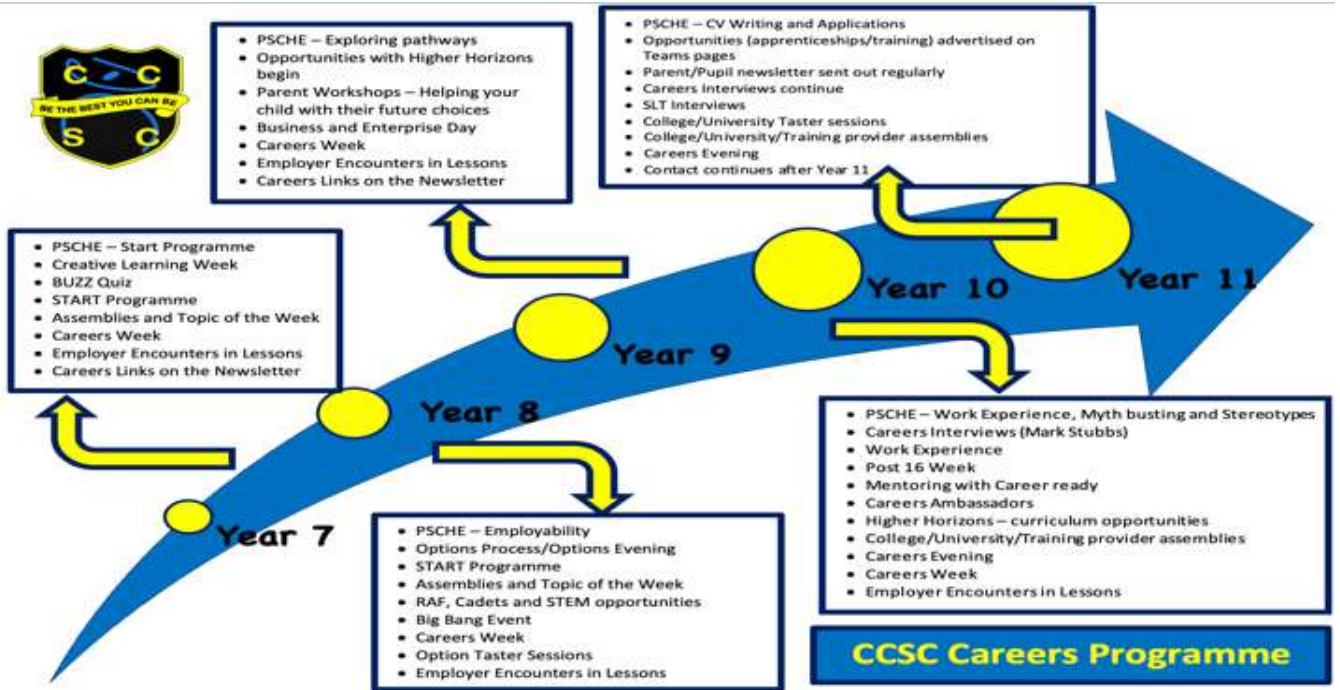 C C
BE THE BEST YOU CAN BE
S C
• PSCHE – Exploring pathways
• Opportunities with Higher Horizons
begin
• Parent Workshops – Helping your
child with their future choices
• Business and Enterprise Day
• Careers Week
• Employer Encounters in Lessons
• Careers Links on the Newsletter
• PSCHE – CV Writing and Applications
• Opportunities (apprenticeships/training) advertised on
Teams pages
• Parent/Pupil newsletter sent out regularly
• Careers Interviews continue
• SLT Interviews
• College/University Taster sessions
• College/University/Training provider assemblies
• Careers Evening
• Contact continues after Year 11
• PSCHE – Start Programme
• Creative Learning Week
• BUZZ Quiz
• START Programme
• Assemblies and Topic of the Week
• Careers Week
• Employer Encounters in Lessons
• Careers Links on the Newsletter
Year 7
Year 8
Year 9
Year 10
Year 11
• PSCHE – Employability
• Options Process/Options Evening
• START Programme
• Assemblies and Topic of the Week
• RAF, Cadets and STEM opportunities
• Big Bang Event
• Careers Week
• Option Taster Sessions
• Employer Encounters in Lessons
• PSCHE – Work Experience, Myth busting and Stereotypes
• Careers Interviews (Mark Stubbs)
• Work Experience
• Post 16 Week
• Mentoring with Career ready
• Careers Ambassadors
• Higher Horizons – curriculum opportunities
• College/University/Training provider assemblies
• Careers Evening
• Careers Week
• Employer Encounters in Lessons
CCSC Careers Programme